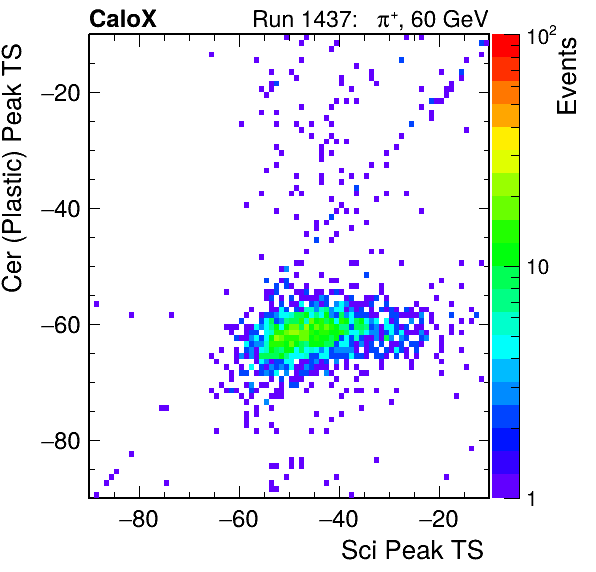 CaloX Run 1437: π⁺, 60 GeV
10²
Events
Cer (Plastic) Peak TS
−20
−40
10
−60
−80
1
−80 −60 −40 −20
Sci Peak TS